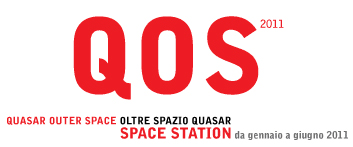 QOS 2011
QUASAR OUTER SPACE OLTRE SPAZIO QUASAR
SPACE STATION da gennaio a giugno 2011